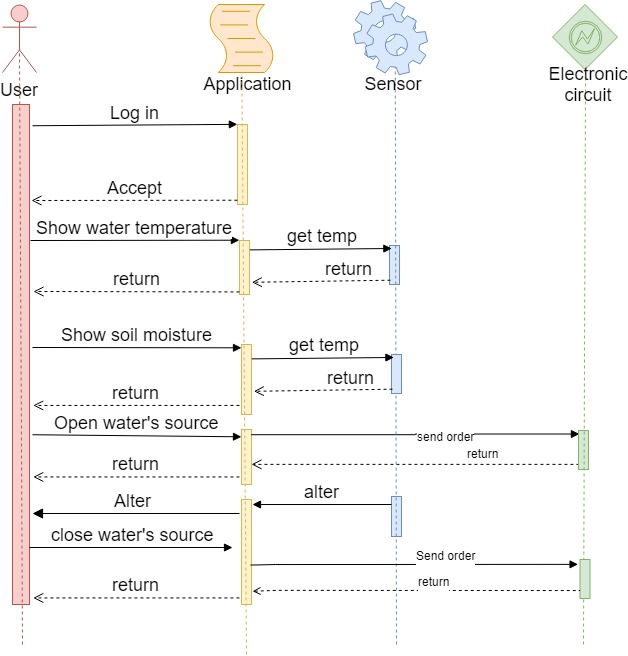 User
Application
Sensor
Electronic
circuit
Log in
Accept
Show water temperature
get temp
return
return
Show soil moisture
get temp
return
return
Open water's source
send order
return
return
alter
Alter
close water's source
Send order
return
return